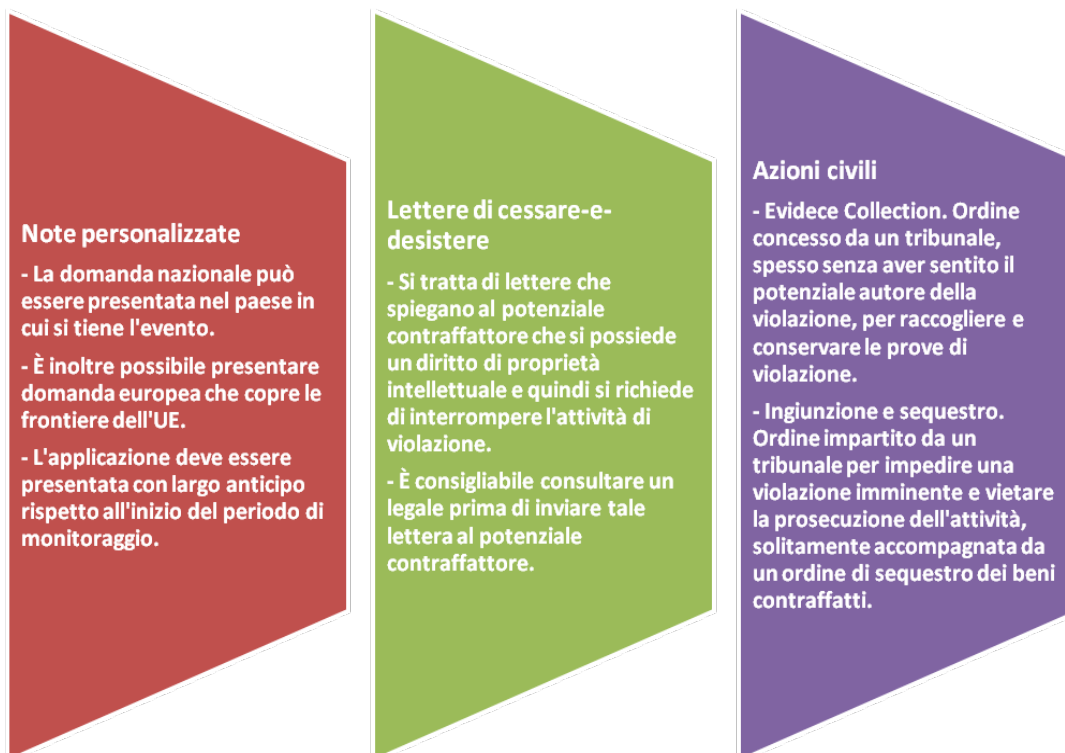 Note personalizzate
- La domanda nazionale può
essere presentata nel paese in
cui si tiene l'evento.
- È inoltre possibile presentare
domanda europea che copre le
frontiere dell'UE.
- L'applicazione deve essere
presentata con largo anticipo
rispetto all'inizio del periodo di
monitoraggio.
Lettere di cessare-e-
desistere
- Si tratta di lettere che
spiegano al potenziale
contraffattore che si possiede
un diritto di proprietà
intellettuale e quindi si richiede
di interrompere l'attività di
violazione.
- È consigliabile consultare un
legale prima di inviare tale
lettera al potenziale
contraffattore.
Azioni civili
- Evidece Collection. Ordine
concesso da un tribunale,
spesso senza aver sentito il
potenziale autore della
violazione, per raccogliere e
conservare le prove di
violazione.
- Ingiunzione e sequestro.
Ordine impartito da un
tribunale per impedire una
violazione imminente e vietare
la prosecuzione dell'attività,
solitamente accompagnata da
un ordine di sequestro dei beni
contraffatti.